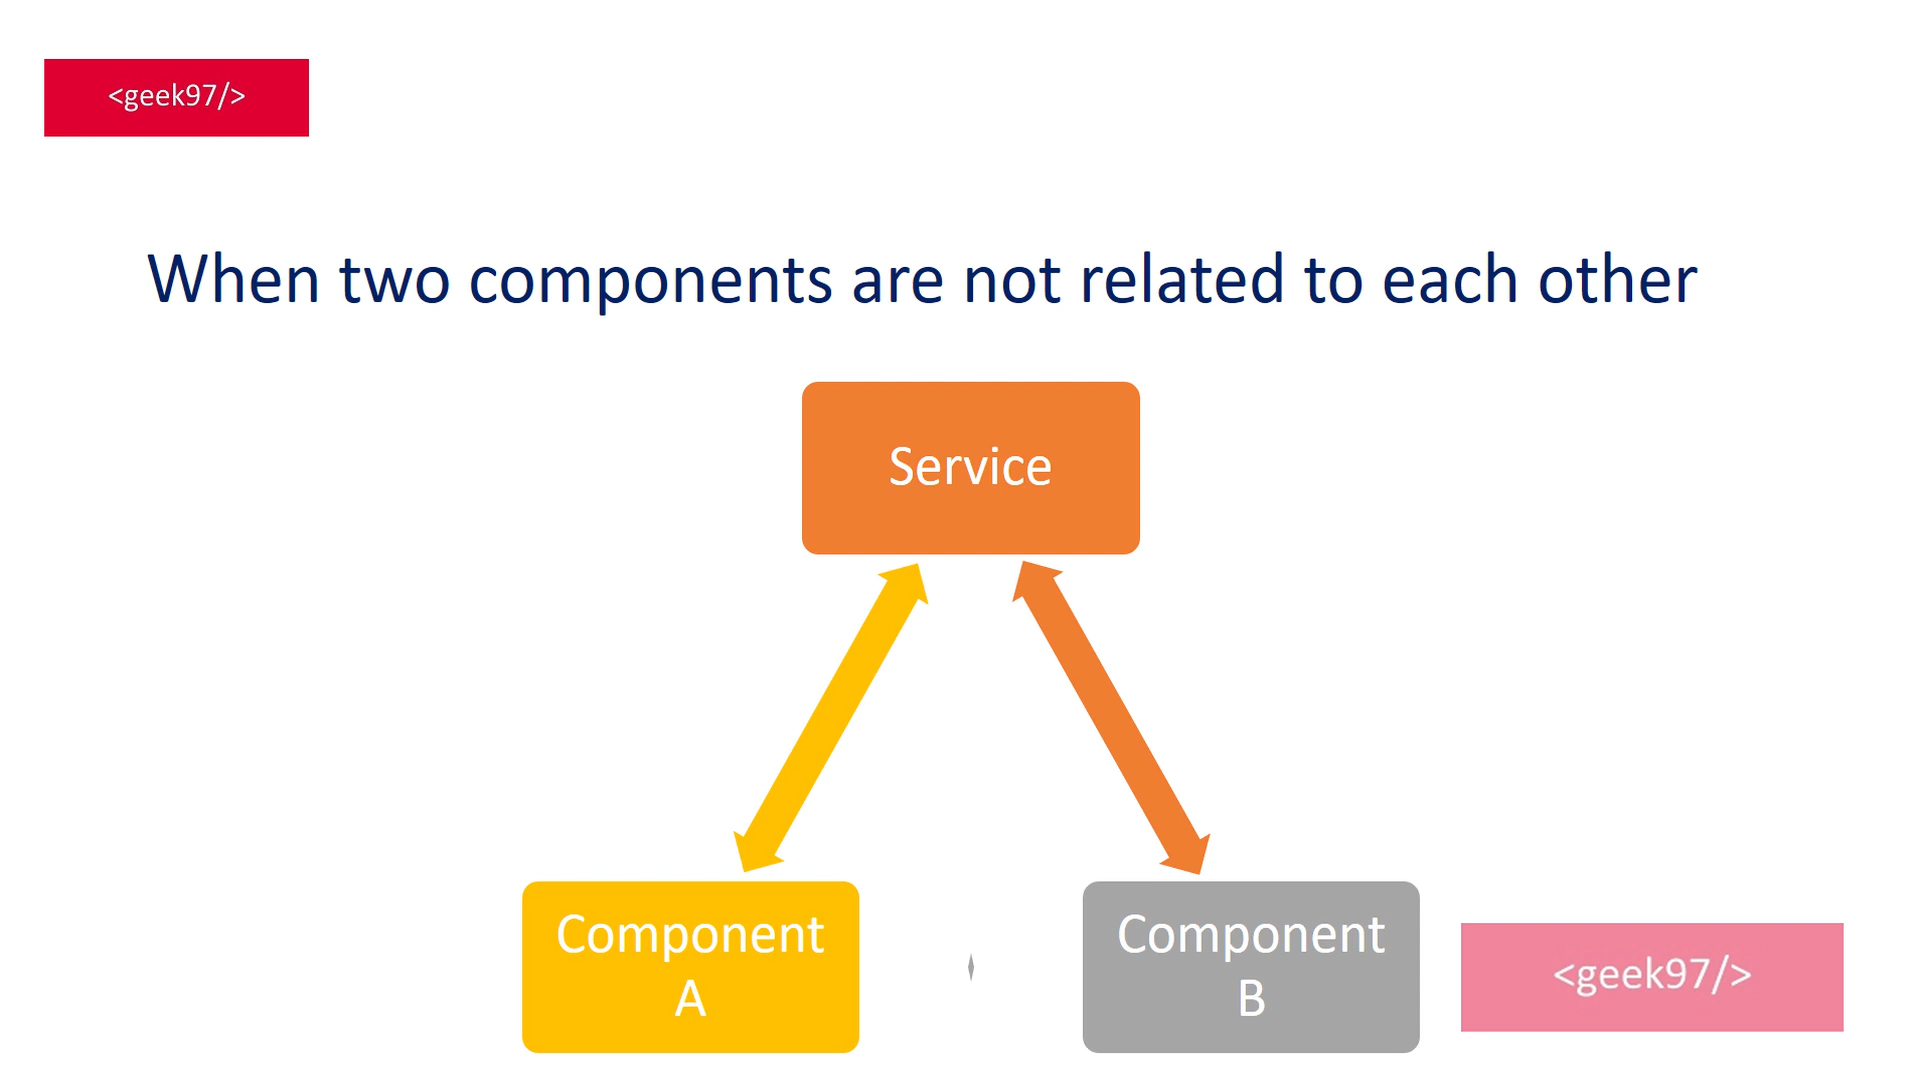 <geek97/>
When two components are not related to each other
Service
Component
A
Component
B
<geek97/>